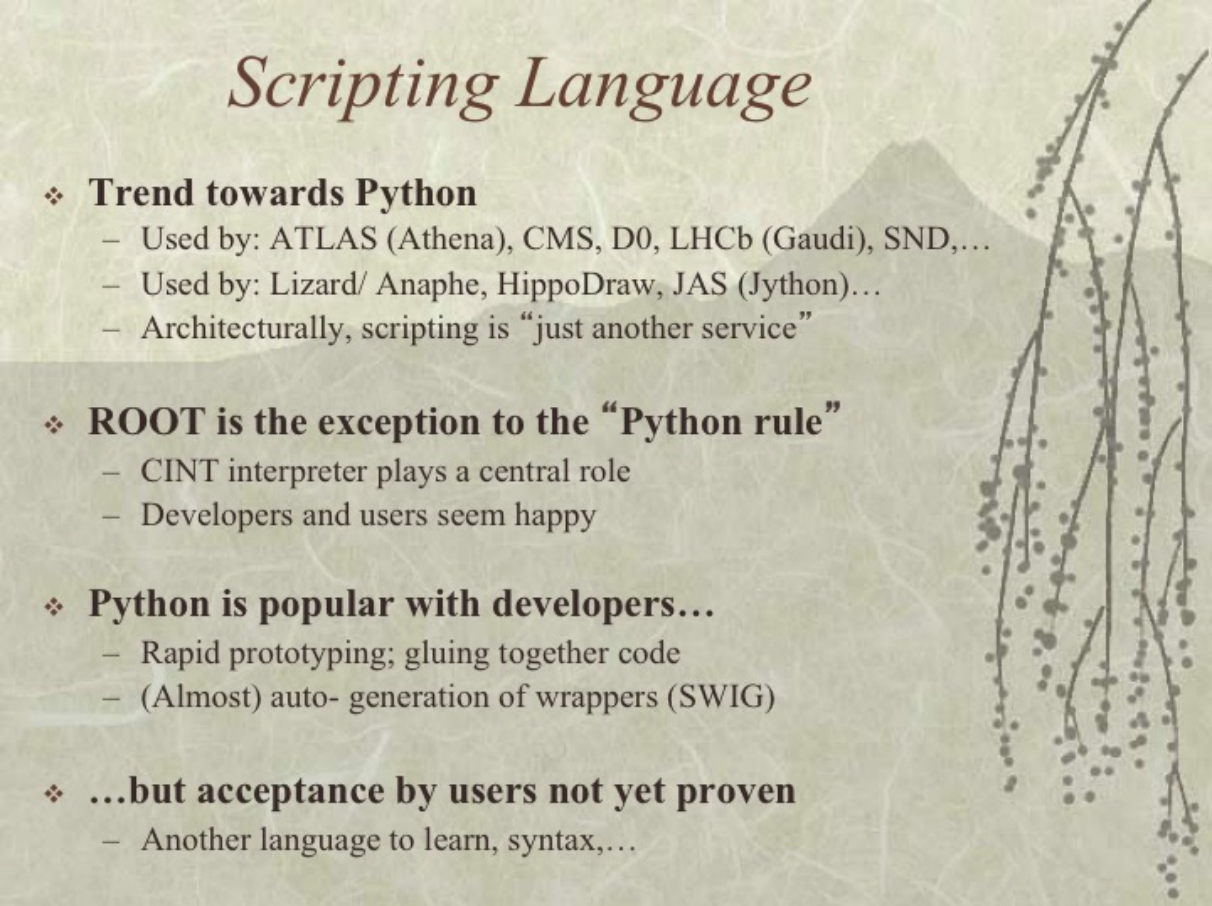 Scripting Language
❖ Trend towards Python
– Used by: ATLAS (Athena), CMS, D0, LHCb (Gaudi), SND,…
– Used by: Lizard/ Anaphe, HippoDraw, JAS (Jython)…
– Architecturally, scripting is “just another service”
❖ ROOT is the exception to the “Python rule”
– CINT interpreter plays a central role
– Developers and users seem happy
❖ Python is popular with developers…
– Rapid prototyping; gluing together code
– (Almost) auto- generation of wrappers (SWIG)
❖ …but acceptance by users not yet proven
– Another language to learn, syntax,…